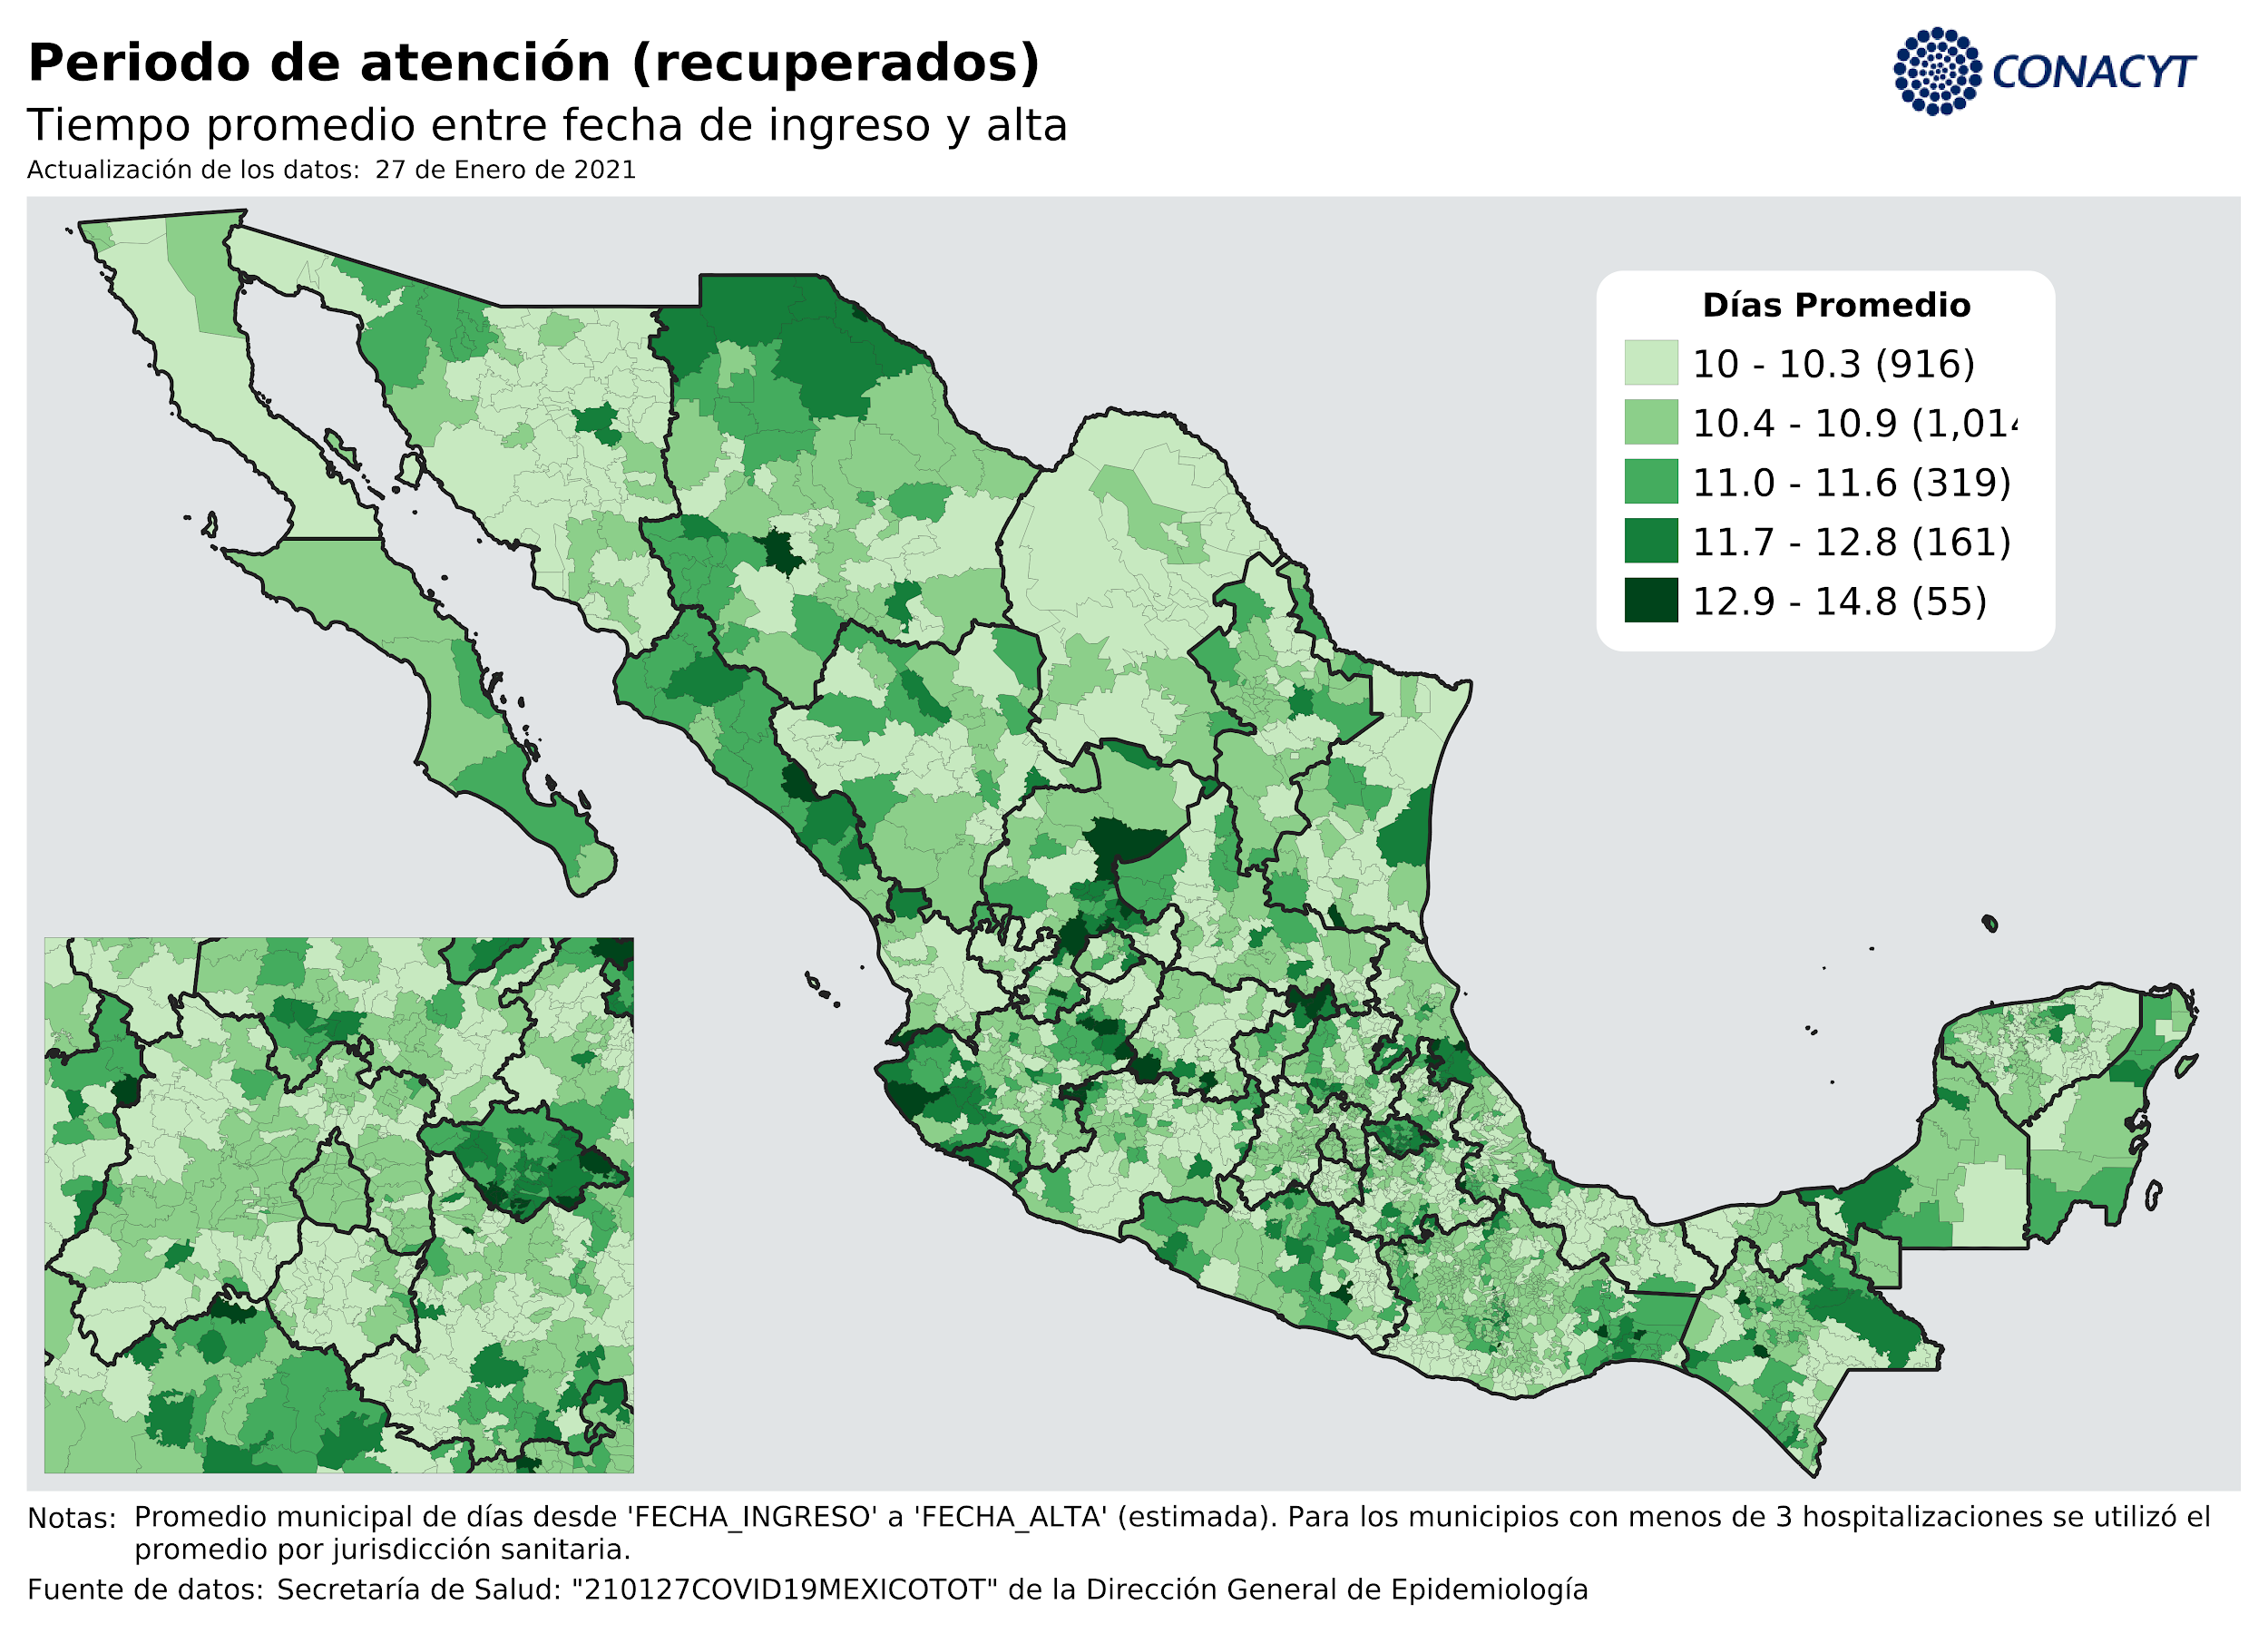 Periodo de atención (recuperados)
Tiempo promedio entre fecha de ingreso y alta
Actualización de los datos: 27 de Enero de 2021
CONACYT
Días Promedio
10 - 10.3 (916)
10.4 - 10.9 (1,014
11.0 - 11.6 (319)
11.7 - 12.8 (161)
12.9 - 14.8 (55)
Notas: Promedio municipal de días desde 'FECHA_INGRESO' a 'FECHA_ALTA' (estimada). Para los municipios con menos de 3 hospitalizaciones se utilizó el
promedio por jurisdicción sanitaria.
Fuente de datos: Secretaría de Salud: "210127COVID19MEXICOTOT" de la Dirección General de Epidemiología